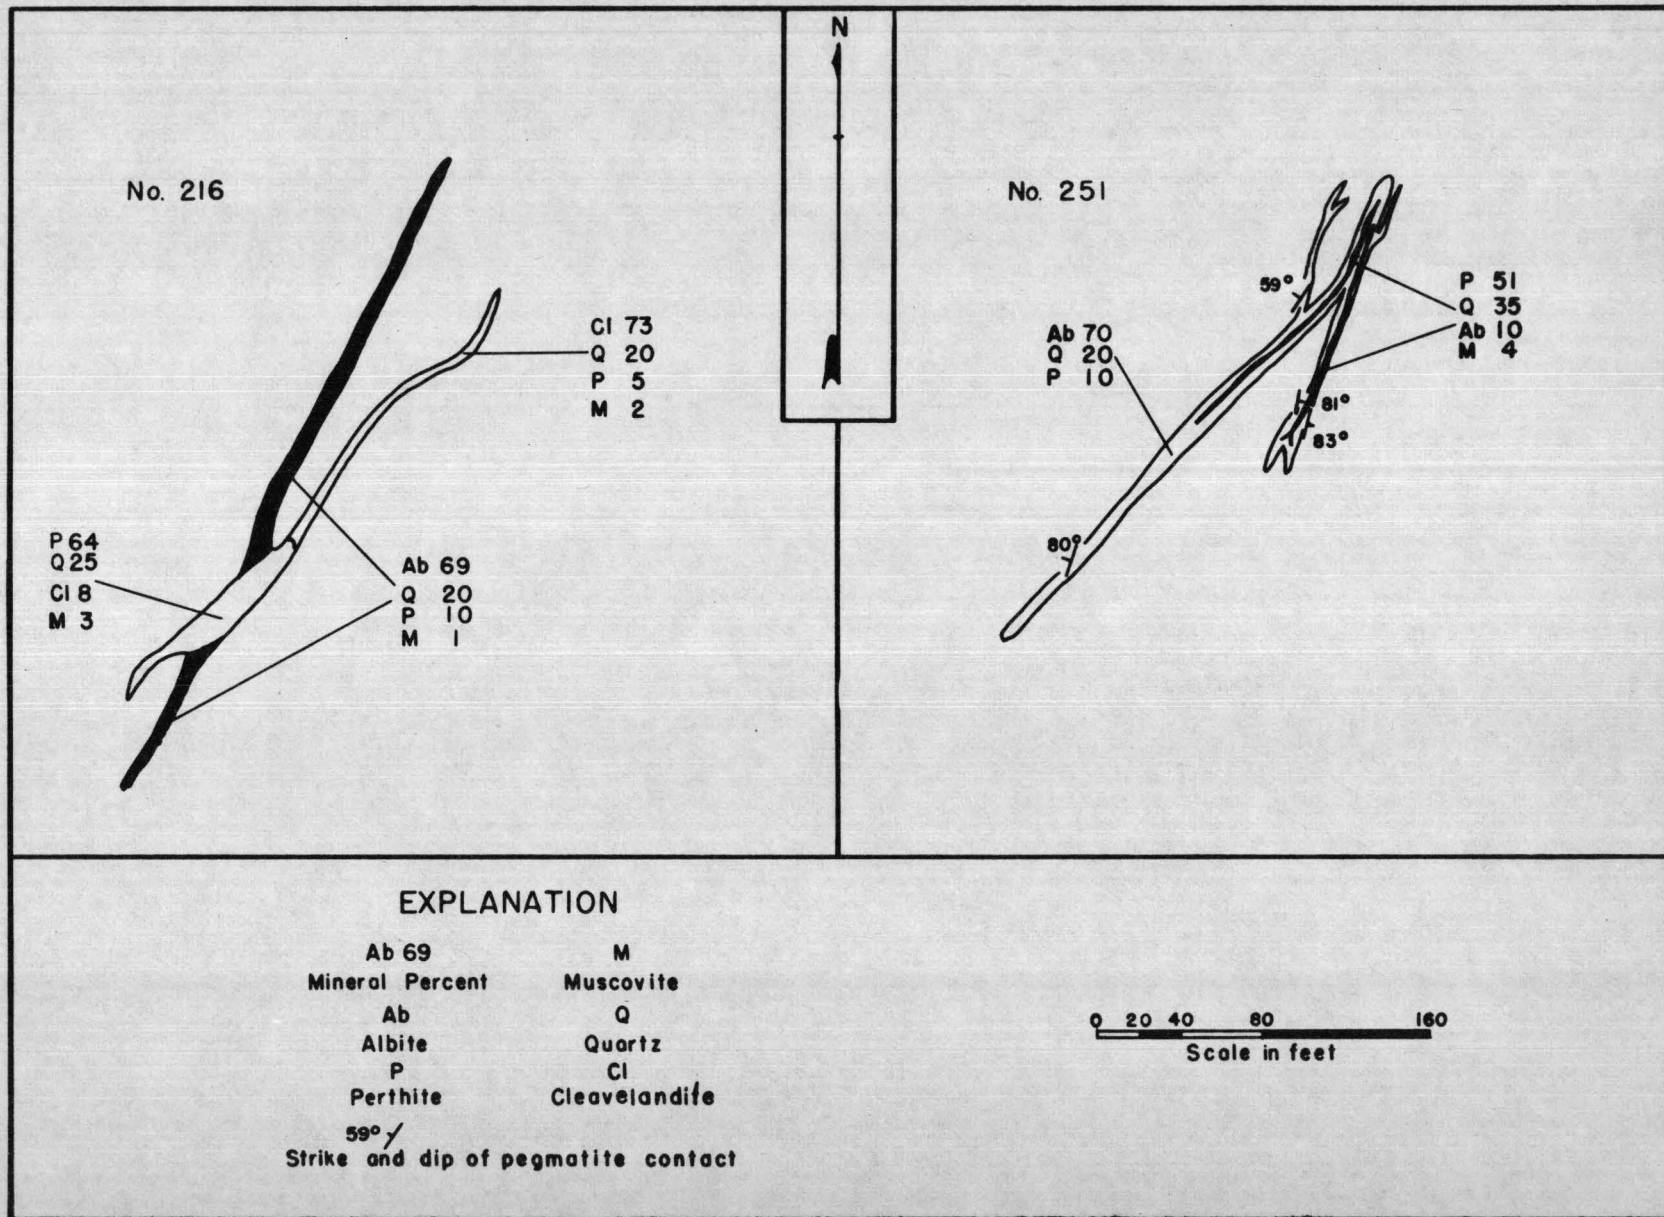 N
No. 216
Cl 73
Q 20
P 5
M 2
P 64
Q 25
Cl 8
M 3
Ab 69
Q 20
P 10
M 1
No. 251
59°
P 51
Q 35
Ab 10
M 4
Ab 70
Q 20
P 10
81°
83°
80°
EXPLANATION
Ab 69 M
Mineral Percent Muscovite
Ab Q
Albite Quartz
P Cl
Perthite Cleavelandite
59°
Strike and dip of pegmatite contact
0 20 40 80 160
Scale in feet